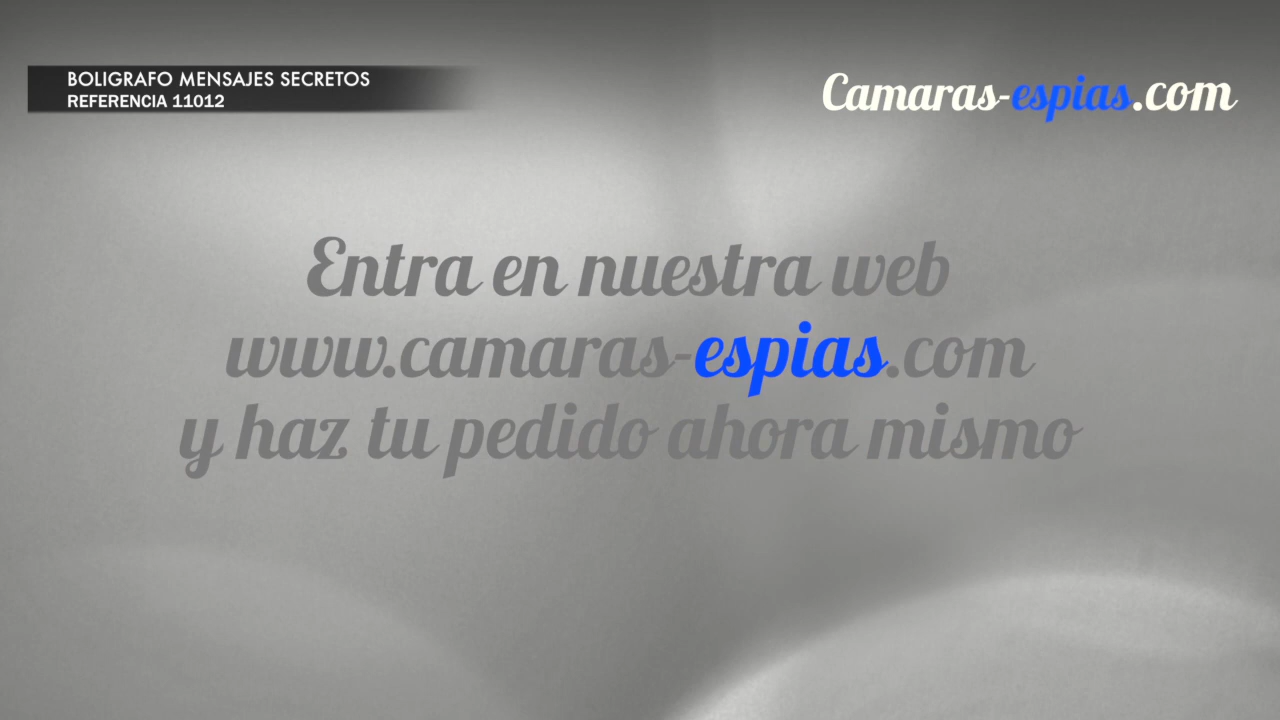 BOLIGRAFO MENSAJES SECRETOS
REFERENCIA 11012
Camaras-espias.com
Entra en nuestra web
www.camaras-espias.com
y haz tu pedido ahora mismo